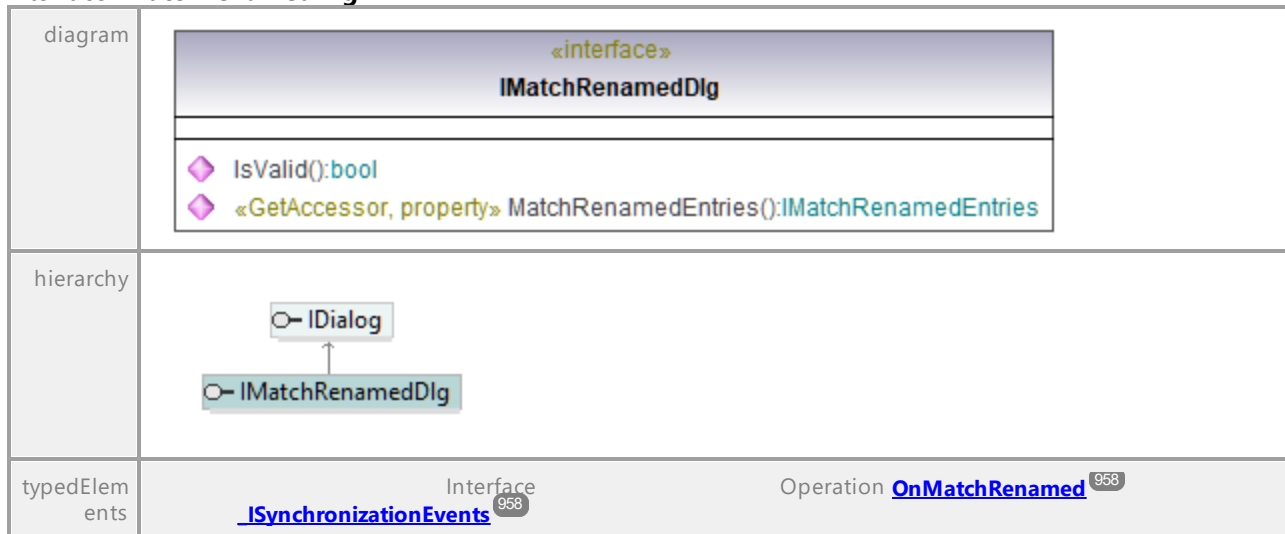 diagram
«interface»
IMatchRenamedDlg
IsValid():bool
«GetAccessor, property» MatchRenamedEntries():IMatchRenamedEntries
hierarchy
IDialog
IMatchRenamedDlg
typedElem
ents
Interface
_ISynchronizationEvents 958
Operation OnMatchRenamed 958